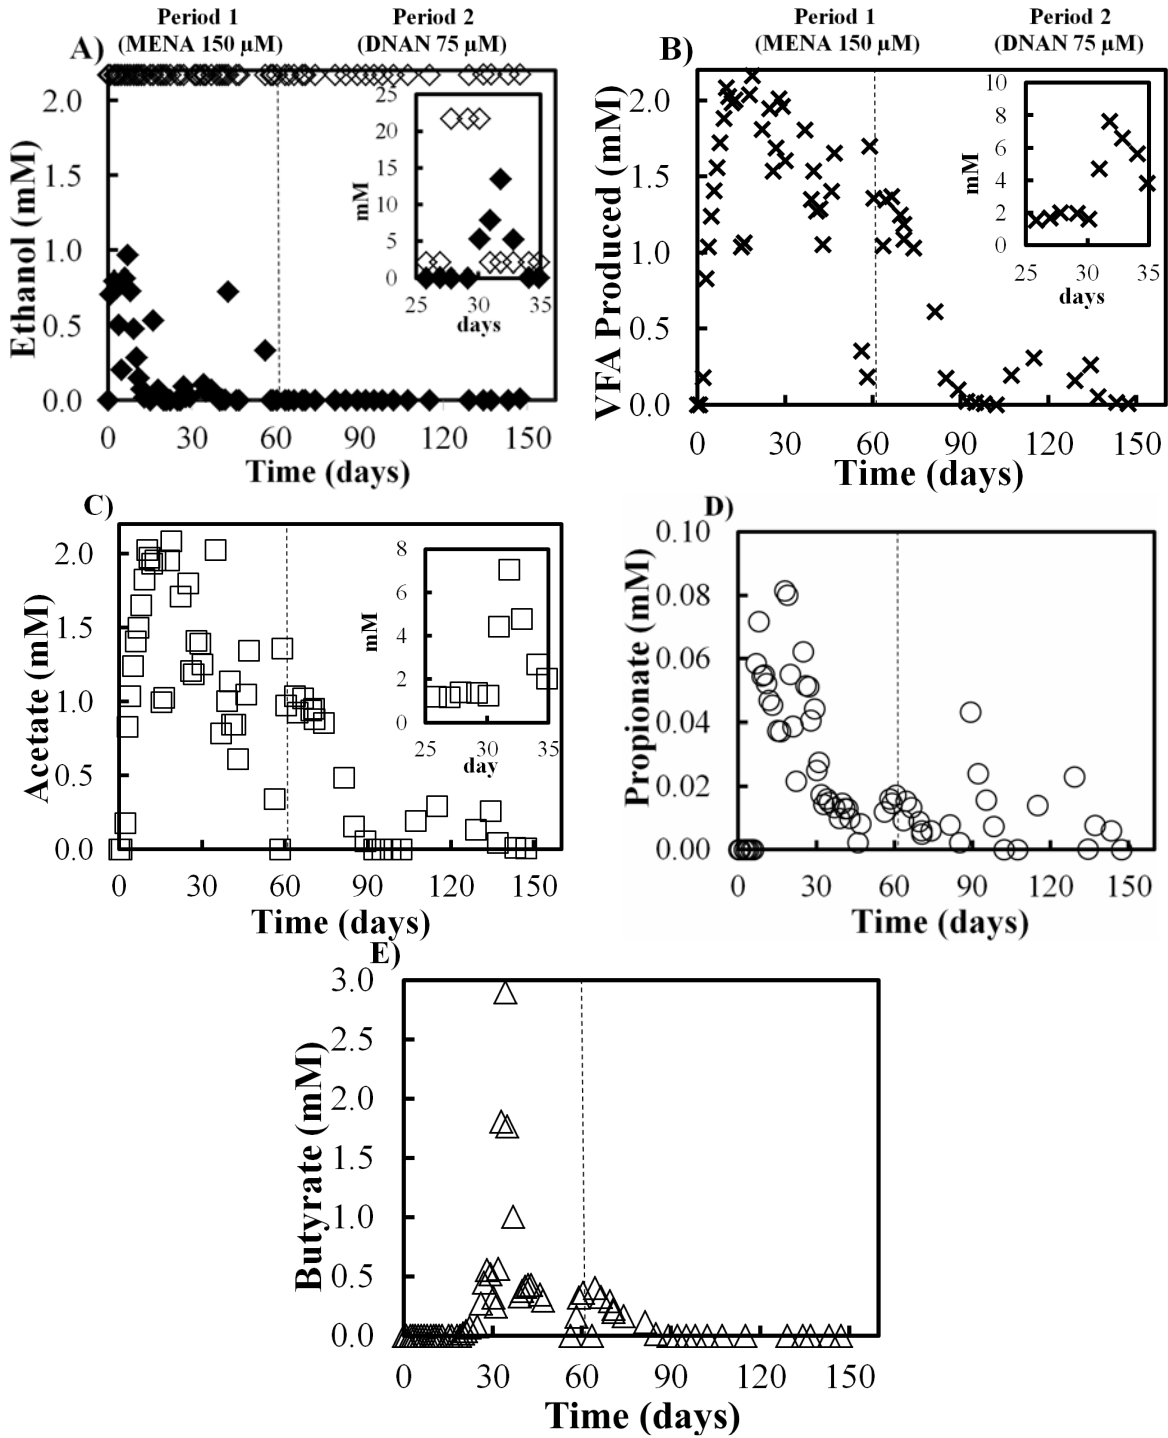 Period 1
(MENA 150 µM)
Period 2
(DNAN 75 µM)
A)
Ethanol (mM)
2.0
1.5
1.0
0.5
0.0
0 30 60 90 120 150
Time (days)
mM
25
20
15
10
5
0
25 30 35
days
Period 1
(MENA 150 µM)
Period 2
(DNAN 75 µM)
B)
VFA Produced (mM)
2.0
1.5
1.0
0.5
0.0
0 30 60 90 120 150
Time (days)
mM
10
8
6
4
2
0
25 30 35
days
C)
Acetate (mM)
2.0
1.5
1.0
0.5
0.0
0 30 60 90 120 150
Time (days)
mM
8
6
4
2
0
25 30 35
day
D)
Propionate (mM)
0.10
0.08
0.06
0.04
0.02
0.00
0 30 60 90 120 150
Time (days)
E)
Butyrate (mM)
3.0
2.5
2.0
1.5
1.0
0.5
0.0
0 30 60 90 120 150
Time (days)